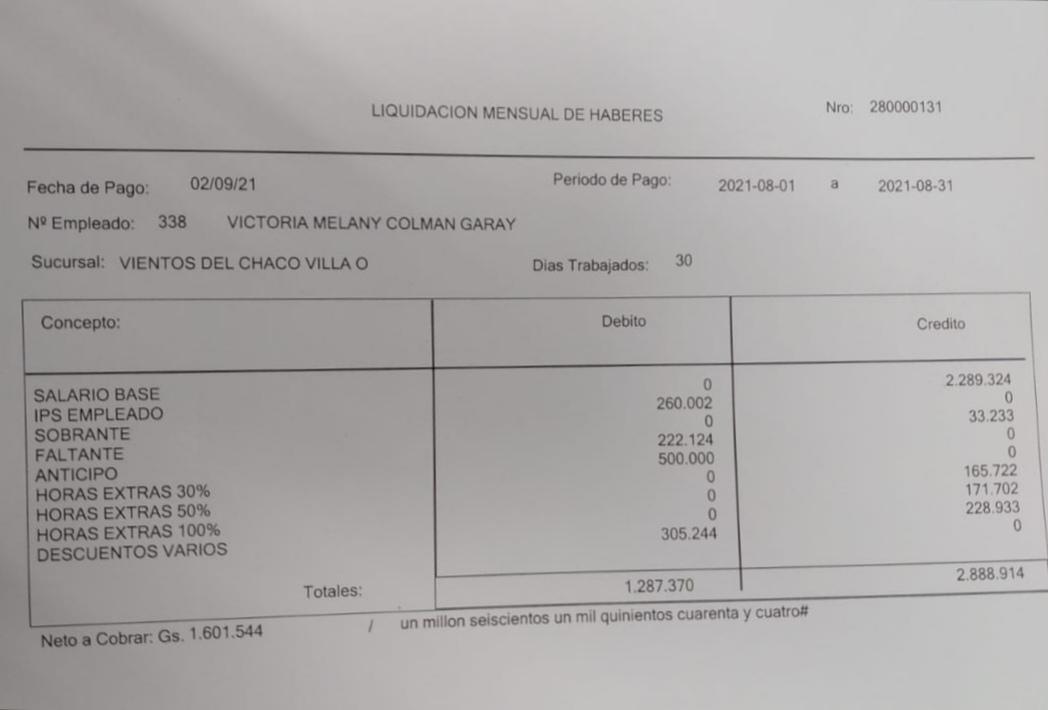 LIQUIDACION MENSUAL DE HABERES Nro: 280000131
Fecha de Pago: 02/09/21 Periodo de Pago: 2021-08-01 a 2021-08-31
Nº Empleado: 338 VICTORIA MELANY COLMAN GARAY
Sucursal: VIENTOS DEL CHACO VILLA O Dias Trabajados: 30
Concepto: Debito Credito
SALARIO BASE 0 2.289.324
IPS EMPLEADO 260.002 0
SOBRANTE 0 33.233
FALTANTE 222.124 0
ANTICIPO 500.000 0
HORAS EXTRAS 30% 0 165.722
HORAS EXTRAS 50% 0 171.702
HORAS EXTRAS 100% 0 228.933
DESCUENTOS VARIOS 305.244 0
Totales: 1.287.370 2.888.914
Neto a Cobrar: Gs. 1.601.544 / un millon seiscientos un mil quinientos cuarenta y cuatro#